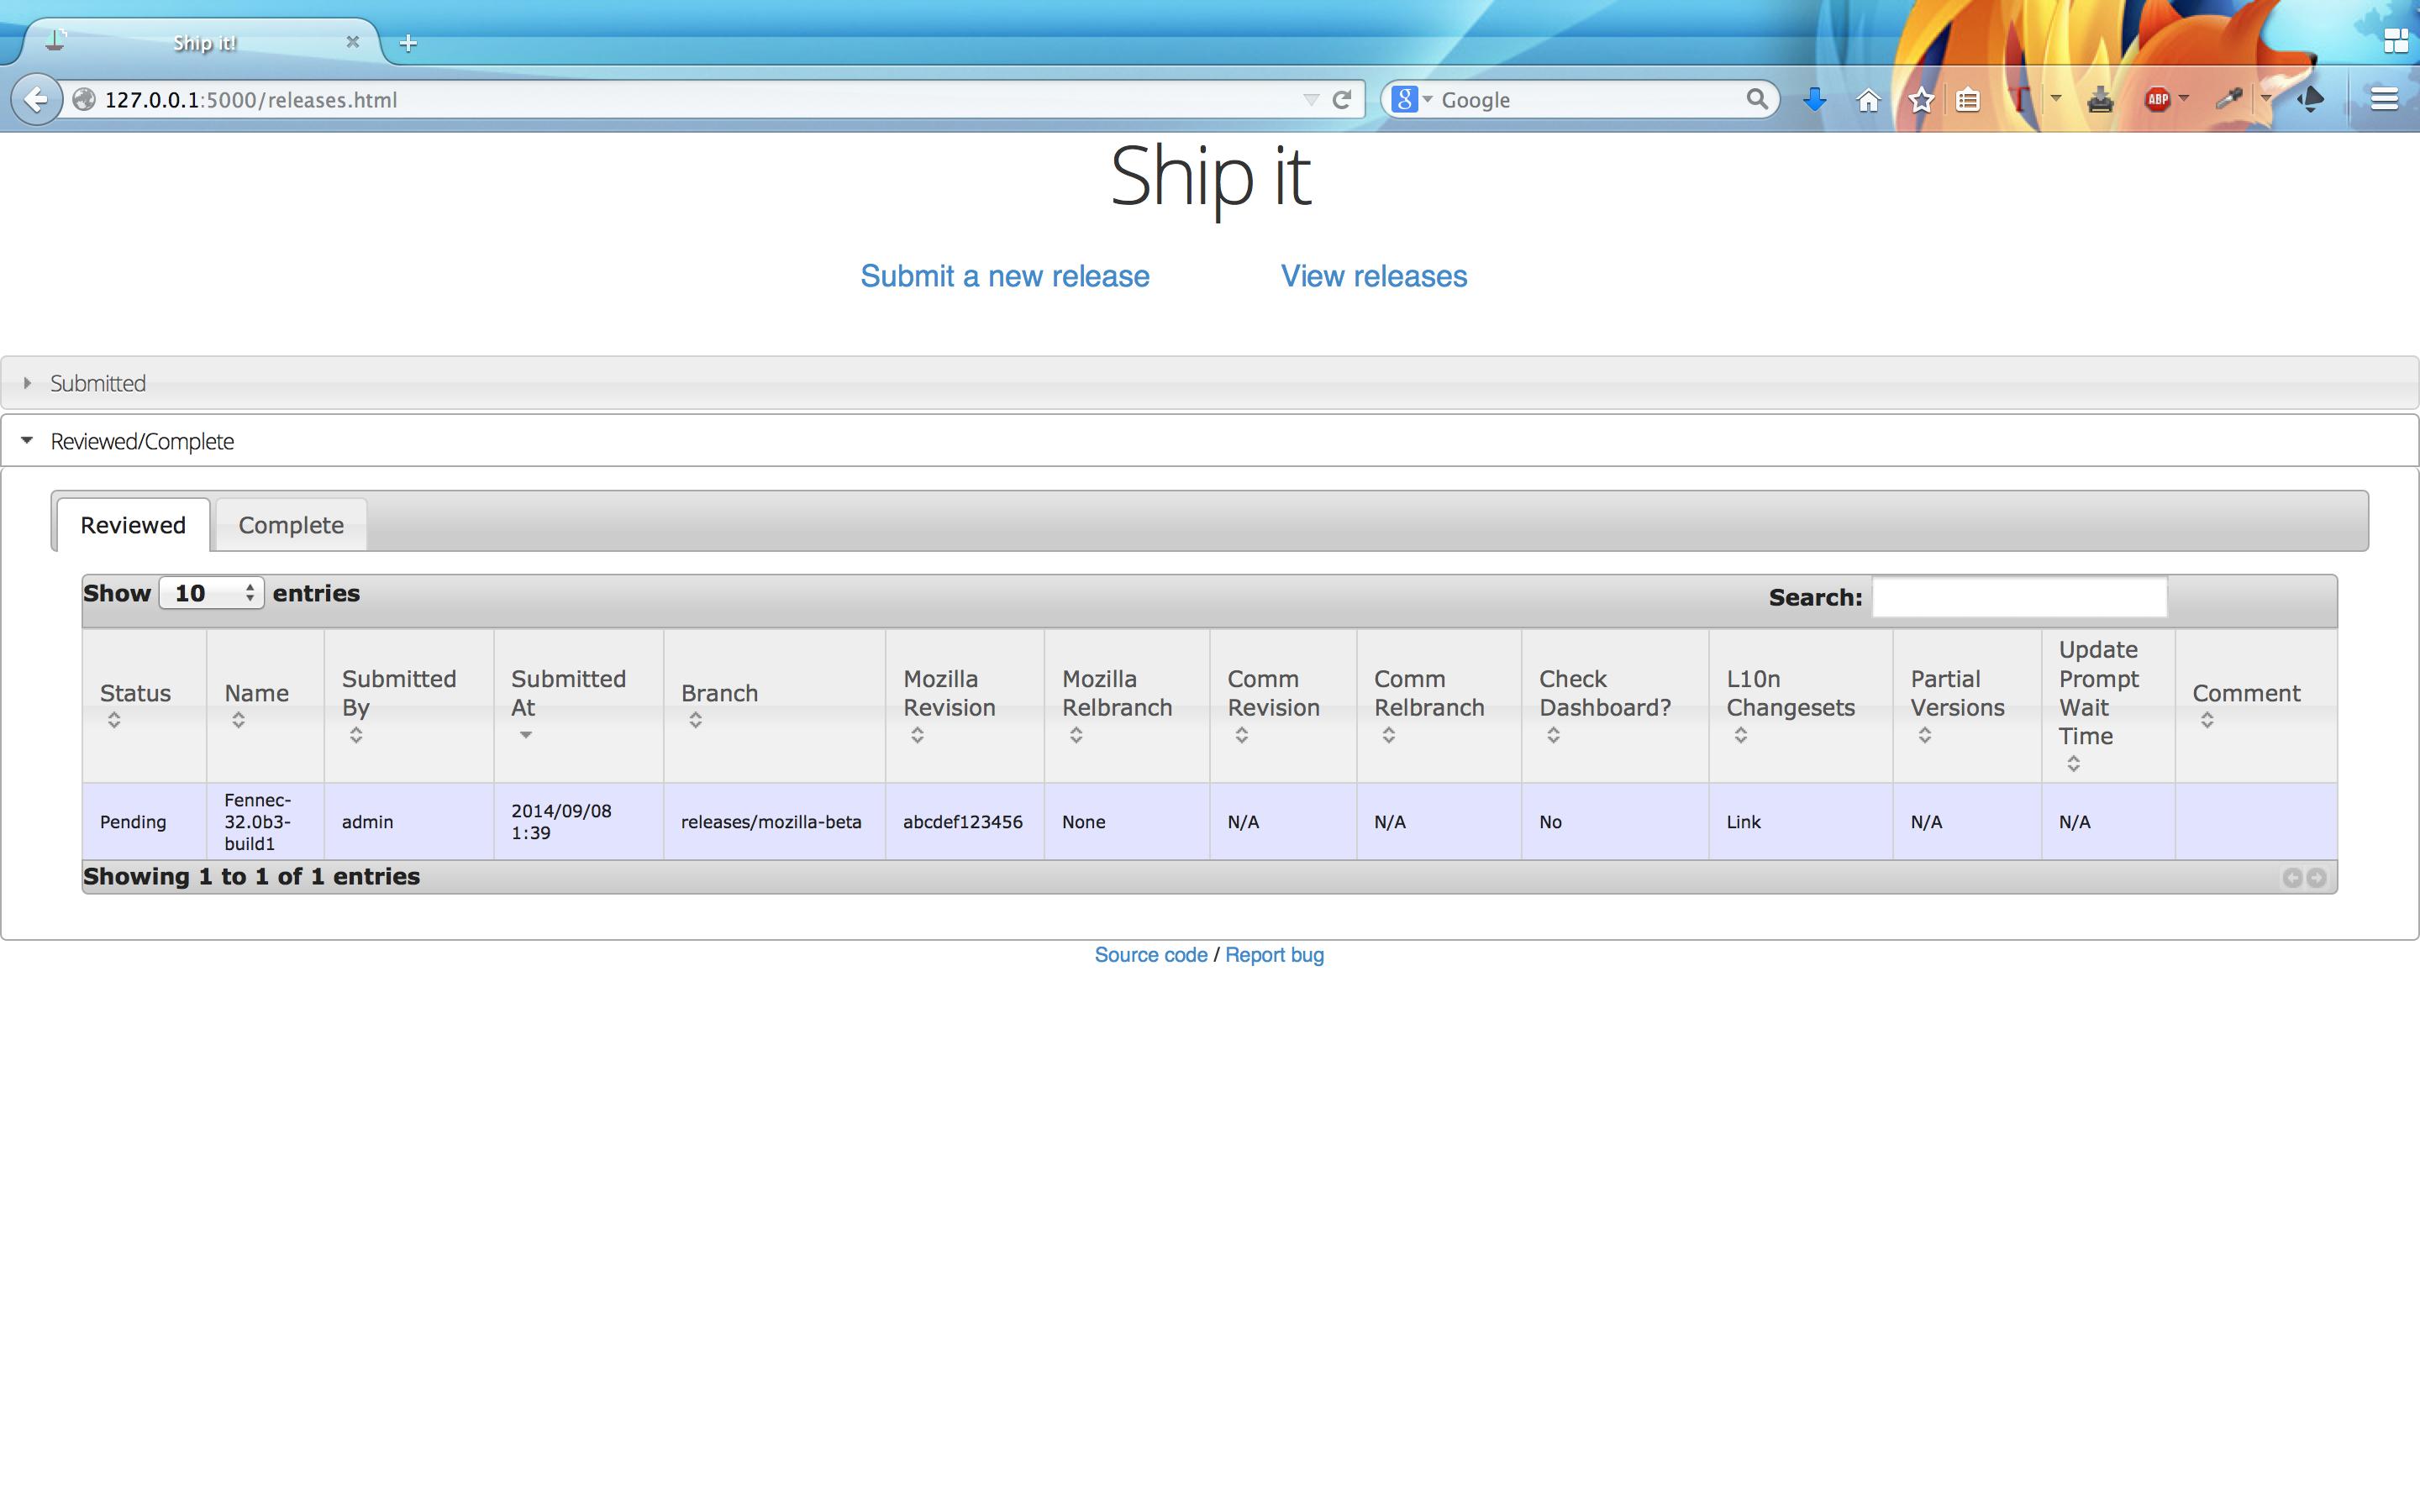 Ship it!
127.0.0.1:5000/releases.html
Google
ABP
Ship it
Submit a new release View releases
Submitted
Reviewed/Complete
Reviewed Complete
Show 10 entries Search:
Status
Name
Submitted
By
Submitted
At
Branch
Mozilla
Revision
Mozilla
Relbranch
Comm
Revision
Comm
Relbranch
Check
Dashboard?
L10n
Changesets
Partial
Versions
Update
Prompt
Wait
Time
Comment
Pending
Fennec-
32.0b3-
build1
admin
2014/09/08
1:39
releases/mozilla-beta
abcdef123456
None
N/A
N/A
No
Link
N/A
N/A
Showing 1 to 1 of 1 entries
Source code / Report bug